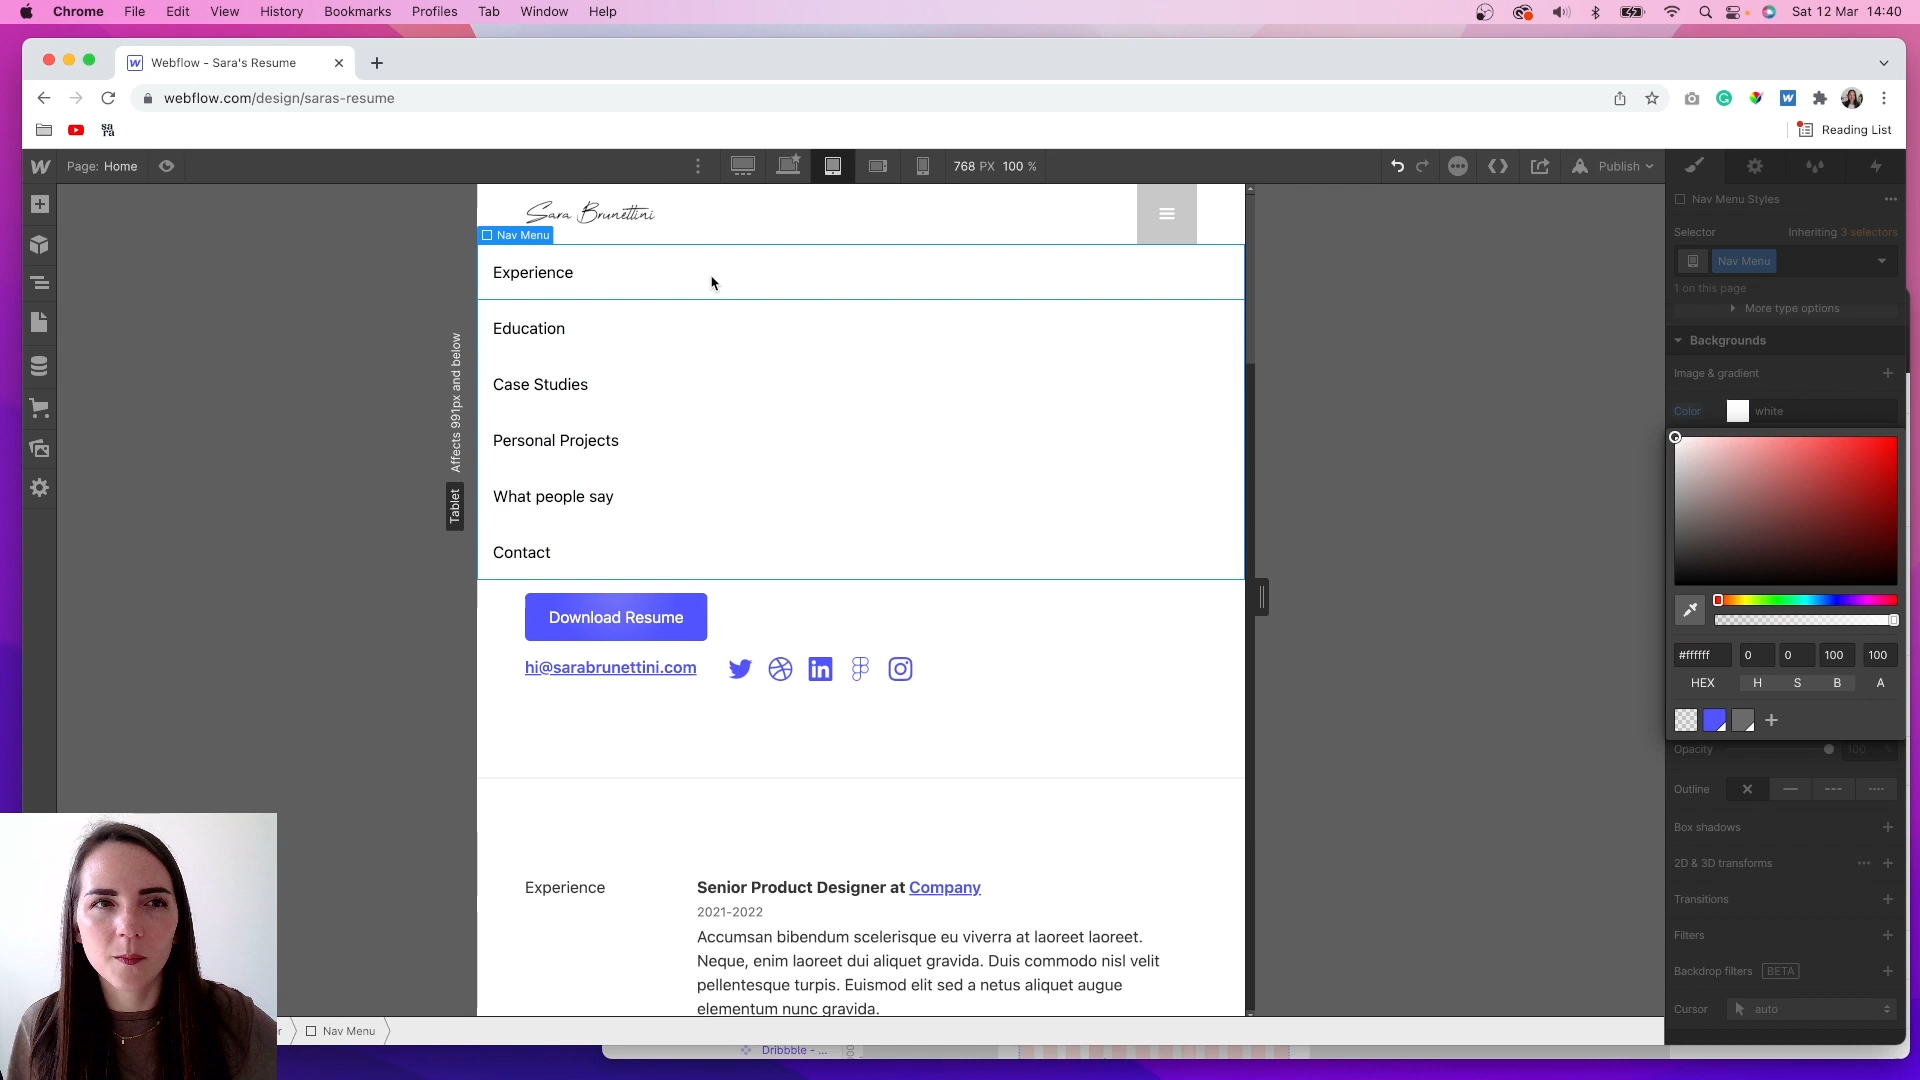 Chrome File Edit View History Bookmarks Profiles Tab Window Help
Sat 12 Mar 14:40
Webflow - Sara's Resume
webflow.com/design/saras-resume
sa
ra
Reading List
Page: Home
768 PX 100 %
Publish
Sara Brunettini
Nav Menu
Experience
Education
Case Studies
Personal Projects
What people say
Contact
Tablet Affects 991px and below
Download Resume
hi@sarabrunettini.com
Experience
Senior Product Designer at Company
2021-2022
Accumsan bibendum scelerisque eu viverra at laoreet laoreet.
Neque, enim laoreet dui aliquet gravida. Duis commodo nisl velit
pellentesque turpis. Euismod elit sed a netus aliquet augue
elementum nunc gravida.
r Nav Menu
Dribbble - ...
Nav Menu Styles
Selector Inheriting 3 selectors
Nav Menu
1 on this page
More type options
Backgrounds
Image & gradient
Color white
#ffffff 0 0 100 100
HEX H S B A
Opacity 100 %
Outline
Box shadows
2D & 3D transforms
Transitions
Filters
Backdrop filters BETA
Cursor auto